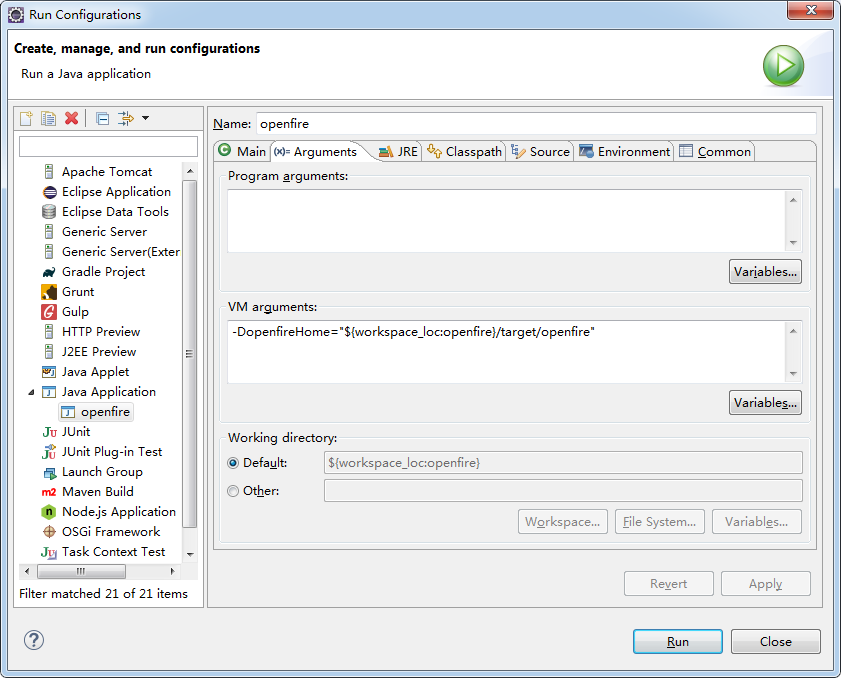 Run Configurations
Create, manage, and run configurations
Run a Java application
Apache Tomcat
Eclipse Application
Eclipse Data Tools
Generic Server
Generic Server(Exter
Gradle Project
Grunt
Gulp
HTTP Preview
J2EE Preview
Java Applet
Java Application
openfire
JUnit
JUnit Plug-in Test
Launch Group
m2 Maven Build
Node.js Application
OSGi Framework
Task Context Test
Filter matched 21 of 21 items
Name: openfire
Main (x)= Arguments JRE Classpath Source Environment Common
Program arguments:
Variables...
VM arguments:
-DopenfireHome="${workspace_loc:openfire}/target/openfire"
Variables...
Working directory:
Default: ${workspace_loc:openfire}
Other:
Workspace... File System... Variables...
Revert Apply
Run Close